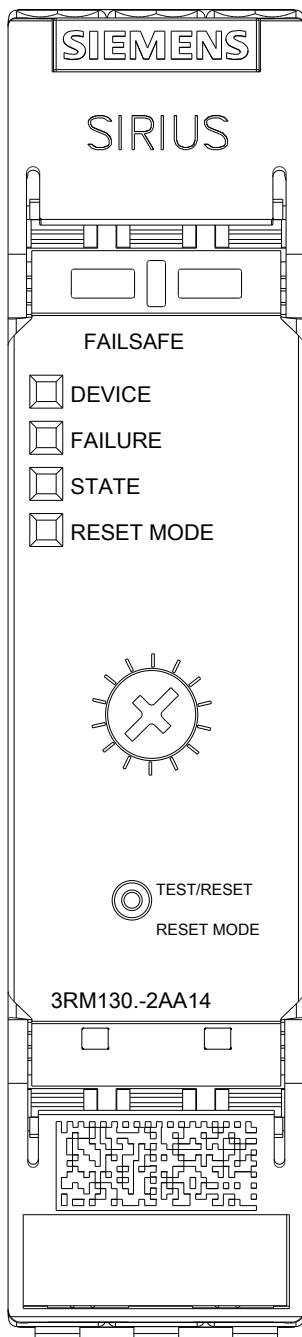 SIEMENS
SIRIUS
FAILSAFE
DEVICE
FAILURE
STATE
RESET MODE
TEST/RESET
RESET MODE
3RM130.-2AA14